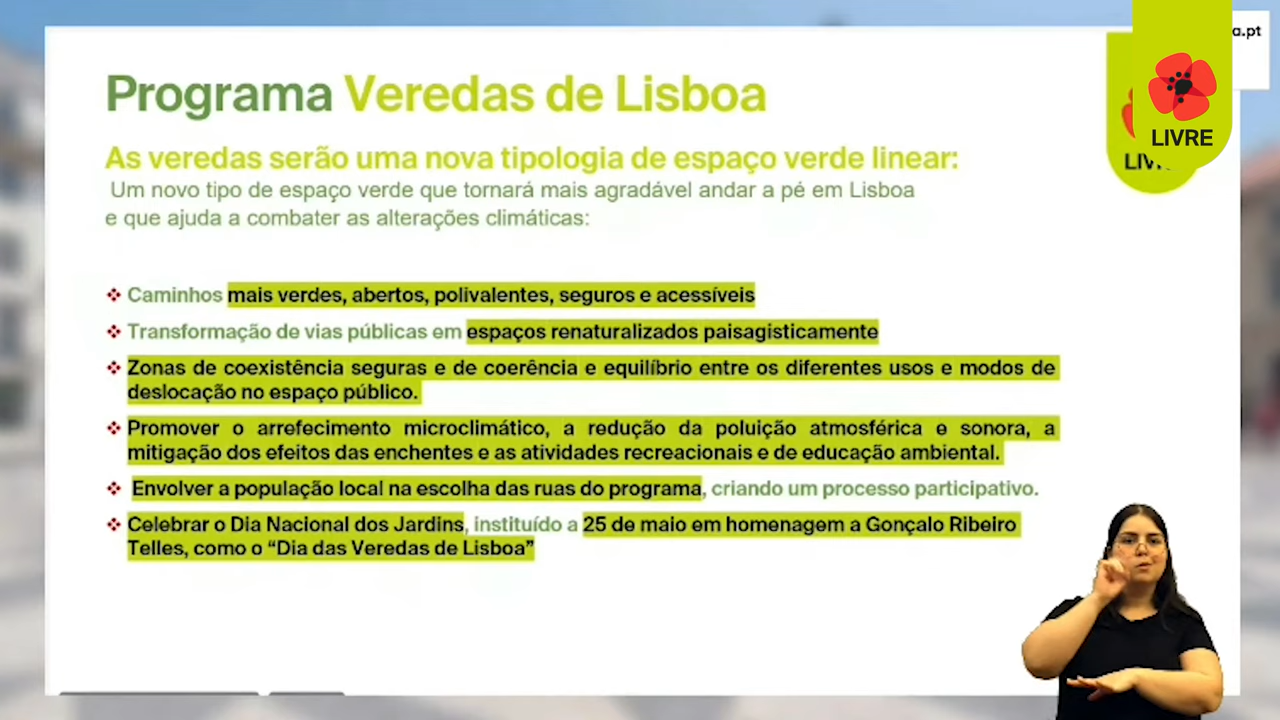 Programa Veredas de Lisboa
As veredas serão uma nova tipologia de espaço verde linear:
Um novo tipo de espaço verde que tornará mais agradável andar a pé em Lisboa
e que ajuda a combater as alterações climáticas:
Caminhos mais verdes, abertos, polivalentes, seguros e acessíveis
Transformação de vias públicas em espaços renaturalizados paisagisticamente
Zonas de coexistência seguras e de coerência e equilíbrio entre os diferentes usos e modos de
deslocação no espaço público.
Promover o arrefecimento microclimático, a redução da poluição atmosférica e sonora, a
mitigação dos efeitos das enchentes e as atividades recreacionais e de educação ambiental.
Envolver a população local na escolha das ruas do programa, criando um processo participativo.
Celebrar o Dia Nacional dos Jardins, instituído a 25 de maio em homenagem a Gonçalo Ribeiro
Telles, como o “Dia das Veredas de Lisboa”
LIVRE
a.pt